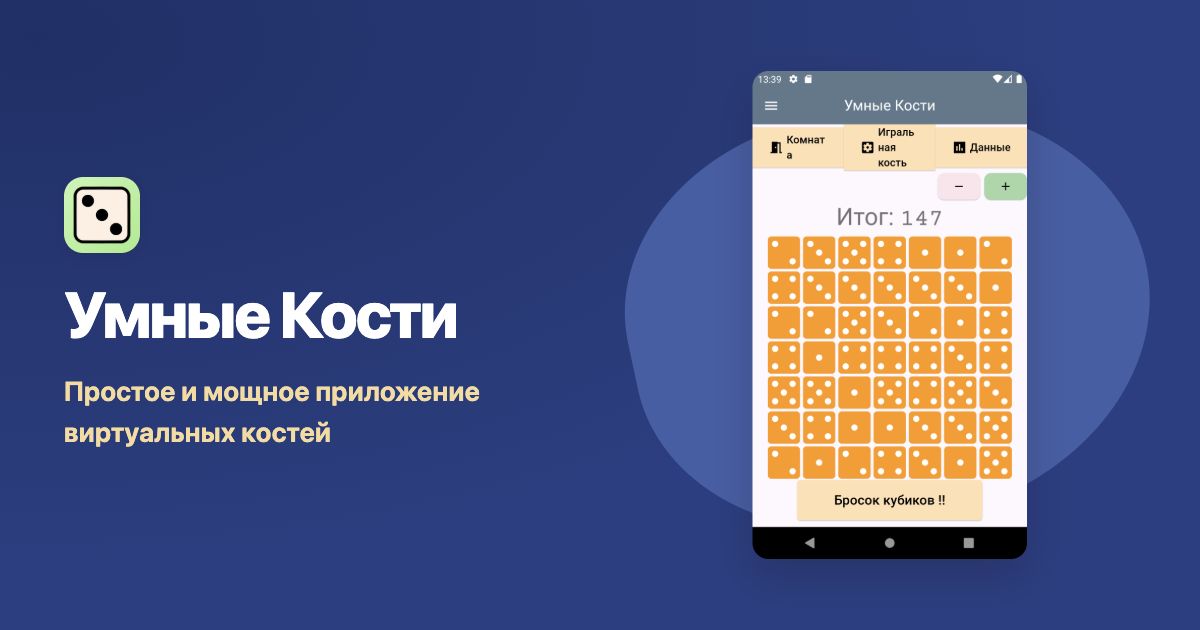 Умные Кости
Простое и мощное приложение
виртуальных костей
13:39
Умные Кости
Комнат
а
Играль
ная
кость
Данные
− +
Итог: 147
Бросок кубиков !!